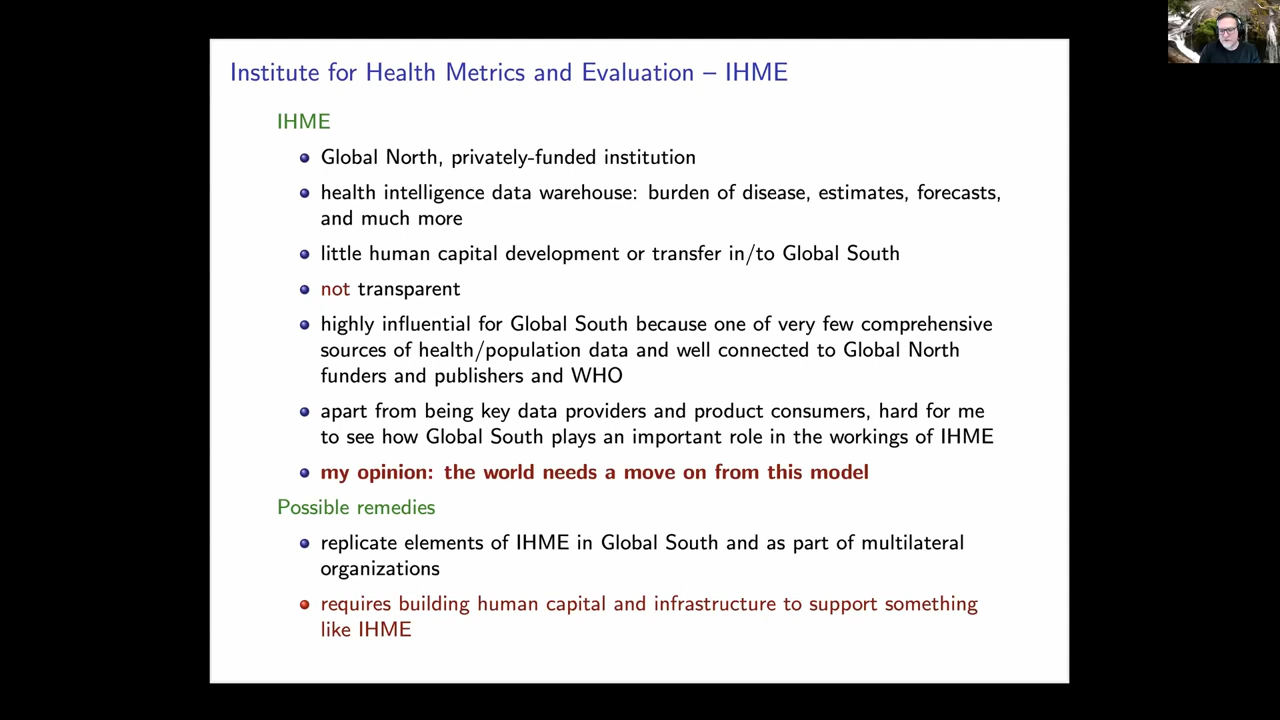 Institute for Health Metrics and Evaluation – IHME
IHME
Global North, privately-funded institution
health intelligence data warehouse: burden of disease, estimates, forecasts,
and much more
little human capital development or transfer in/to Global South
not transparent
highly influential for Global South because one of very few comprehensive
sources of health/population data and well connected to Global North
funders and publishers and WHO
apart from being key data providers and product consumers, hard for me
to see how Global South plays an important role in the workings of IHME
my opinion: the world needs a move on from this model
Possible remedies
replicate elements of IHME in Global South and as part of multilateral
organizations
requires building human capital and infrastructure to support something
like IHME